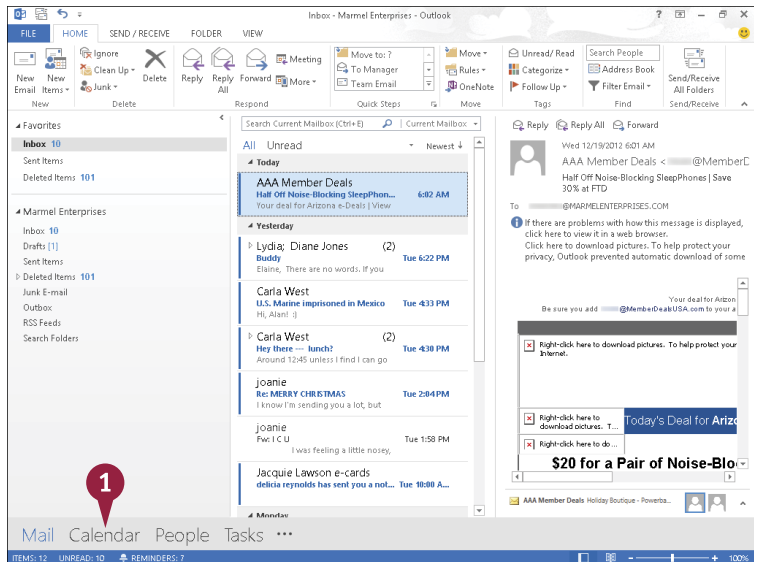 Inbox - Marmel Enterprises - Outlook
FILE HOME SEND / RECEIVE FOLDER VIEW
New Email
New Items
Ignore
Clean Up
Junk
Delete
Reply
Reply All
Forward
Meeting
More
Move to: ?
To Manager
Team Email
Move
Rules
OneNote
Unread/ Read
Categorize
Follow Up
Search People
Address Book
Filter Email
Send/Receive All Folders
New Delete Respond Quick Steps Move Tags Find Send/Receive
Favorites
Inbox 10
Sent Items
Deleted Items 101
Marmel Enterprises
Inbox 10
Drafts [1]
Sent Items
Deleted Items 101
Junk E-mail
Outbox
RSS Feeds
Search Folders
Search Current Mailbox (Ctrl+E) Current Mailbox
All Unread Newest
Today
AAA Member Deals
Half Off Noise-Blocking SleepPhon... 6:02 AM
Your deal for Arizona e-Deals | View
Yesterday
Lydia; Diane Jones (2)
Buddy Tue 6:22 PM
Elaine, There are no words. If you
Carla West
U.S. Marine imprisoned in Mexico Tue 4:33 PM
Hi, Alan! :)
Carla West (2)
Hey there --- lunch? Tue 4:30 PM
Around 12:45 unless I find I can go
joanie
Re: MERRY CHRISTMAS Tue 2:04 PM
I know I'm sending you a lot, but
joanie
Fw: I C U Tue 1:58 PM
I was feeling a little nosey,
Jacquie Lawson e-cards
delicia reynolds has sent you a not... Tue 10:00 A...
Monday
Reply Reply All Forward
Wed 12/19/2012 6:01 AM
AAA Member Deals < @MemberD
Half Off Noise-Blocking SleepPhones | Save
30% at FTD
To @MARMELENTERPRISES.COM
If there are problems with how this message is displayed,
click here to view it in a web browser.
Click here to download pictures. To help protect your
privacy, Outlook prevented automatic download of some
Your deal for Arizon
Be sure you add @MemberDealsUSA.com to your a
Right-click here to download pictures. To help protect your
Internet.
Right-click here to
download pictures. T...
Today's Deal for Arizo
Right-click here to do ...
$20 for a Pair of Noise-Blo
AAA Member Deals Holiday Boutique - Powerba...
1
Mail Calendar People Tasks •••
ITEMS: 12 UNREAD: 10 REMINDERS: 7 100%